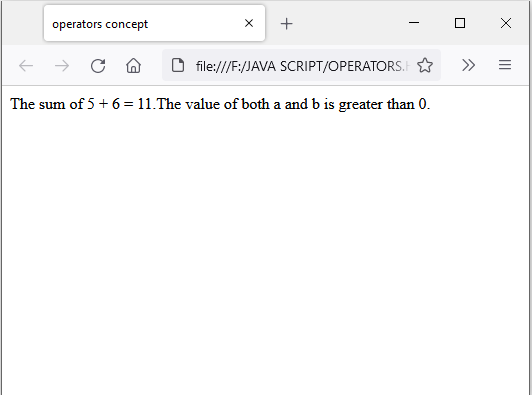 operators concept
file:///F:/JAVA SCRIPT/OPERATORS.
The sum of 5 + 6 = 11.The value of both a and b is greater than 0.